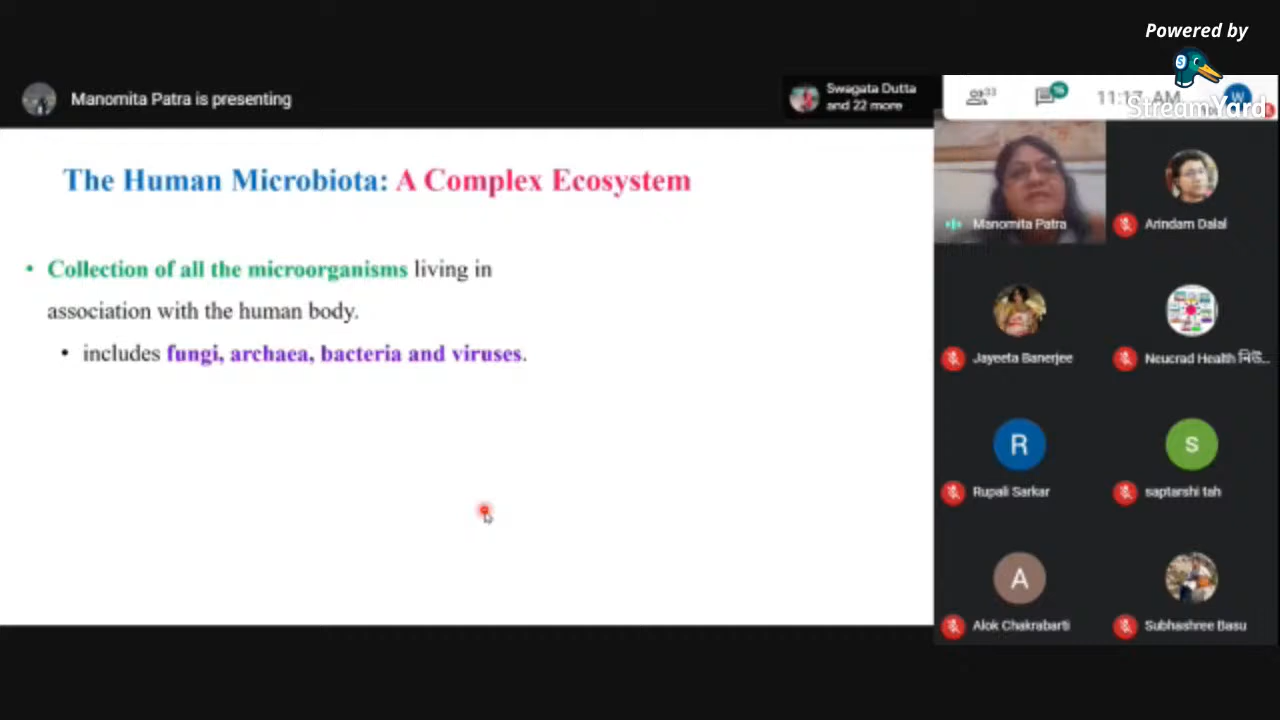 Powered by
StreamYard
Manomita Patra is presenting
Swagata Dutta
and 22 more
33
16
W
The Human Microbiota: A Complex Ecosystem
• Collection of all the microorganisms living in
association with the human body.
• includes fungi, archaea, bacteria and viruses.
Manomita Patra
Arindam Dalal
Jayeeta Banerjee
Neucrad Health নিউ...
R
S
Rupali Sarkar
saptarshi tah
A
Alok Chakrabarti
Subhashree Basu